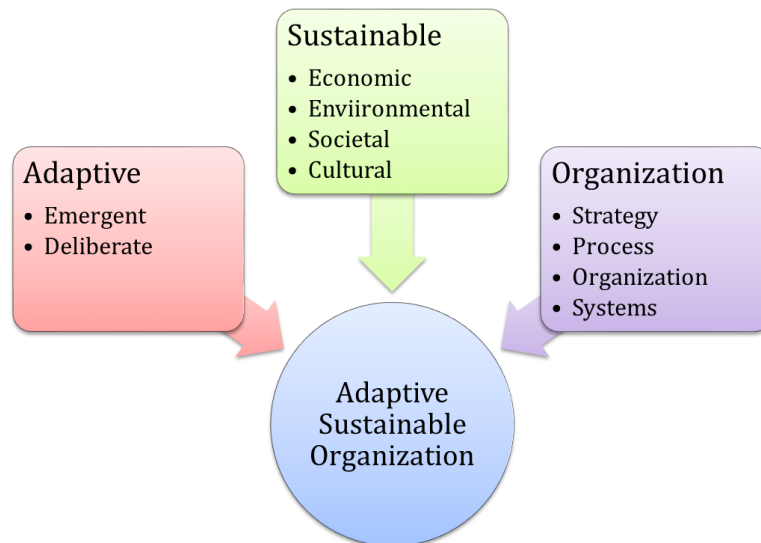 Sustainable
• Economic
• Enviironmental
• Societal
• Cultural
Adaptive
• Emergent
• Deliberate
Organization
• Strategy
• Process
• Organization
• Systems
Adaptive
Sustainable
Organization